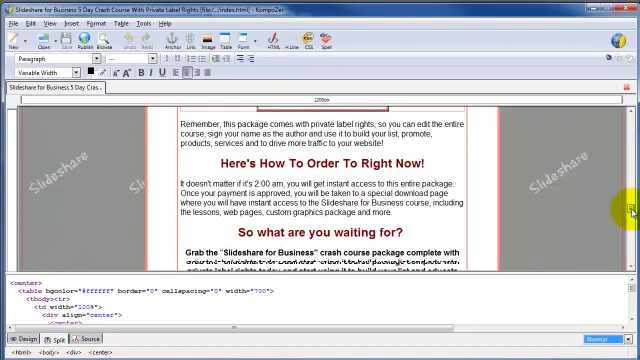 Slideshare for Business 5 Day Crash Course With Private Label Rights [file:/.../index.html] - KompoZer
File Edit View Insert Format Table Tools Help
New Open Save Publish Browse Undo Redo Anchor Link Image Table Form HTML H.Line CSS Spell
Paragraph
Variable Width
B I U
Slideshare for Business 5 Day Cras...
1200px
Remember, this package comes with private label rights, so you can edit the entire
course, sign your name as the author and use it to build your list, promote,
products, services and to drive more traffic to your website!
Here's How To Order To Right Now!
Slideshare
Slideshare
It doesn't matter if it's 2:00 am, you will get instant access to this entire package.
Once your payment is approved, you will be taken to a special download page
where you will have instant access to the Slideshare for Business course, including
the lessons, web pages, custom graphics package and more.
So what are you waiting for?
Grab the "Slideshare for Business" crash course package complete with
<center>
<table bgcolor="#ffffff" border="0" cellspacing="0" width="700">
<tbody><tr>
<td width="100%">
<div align="center">
<center>
Design Split Source
Normal
<html> <body> <div> <center>